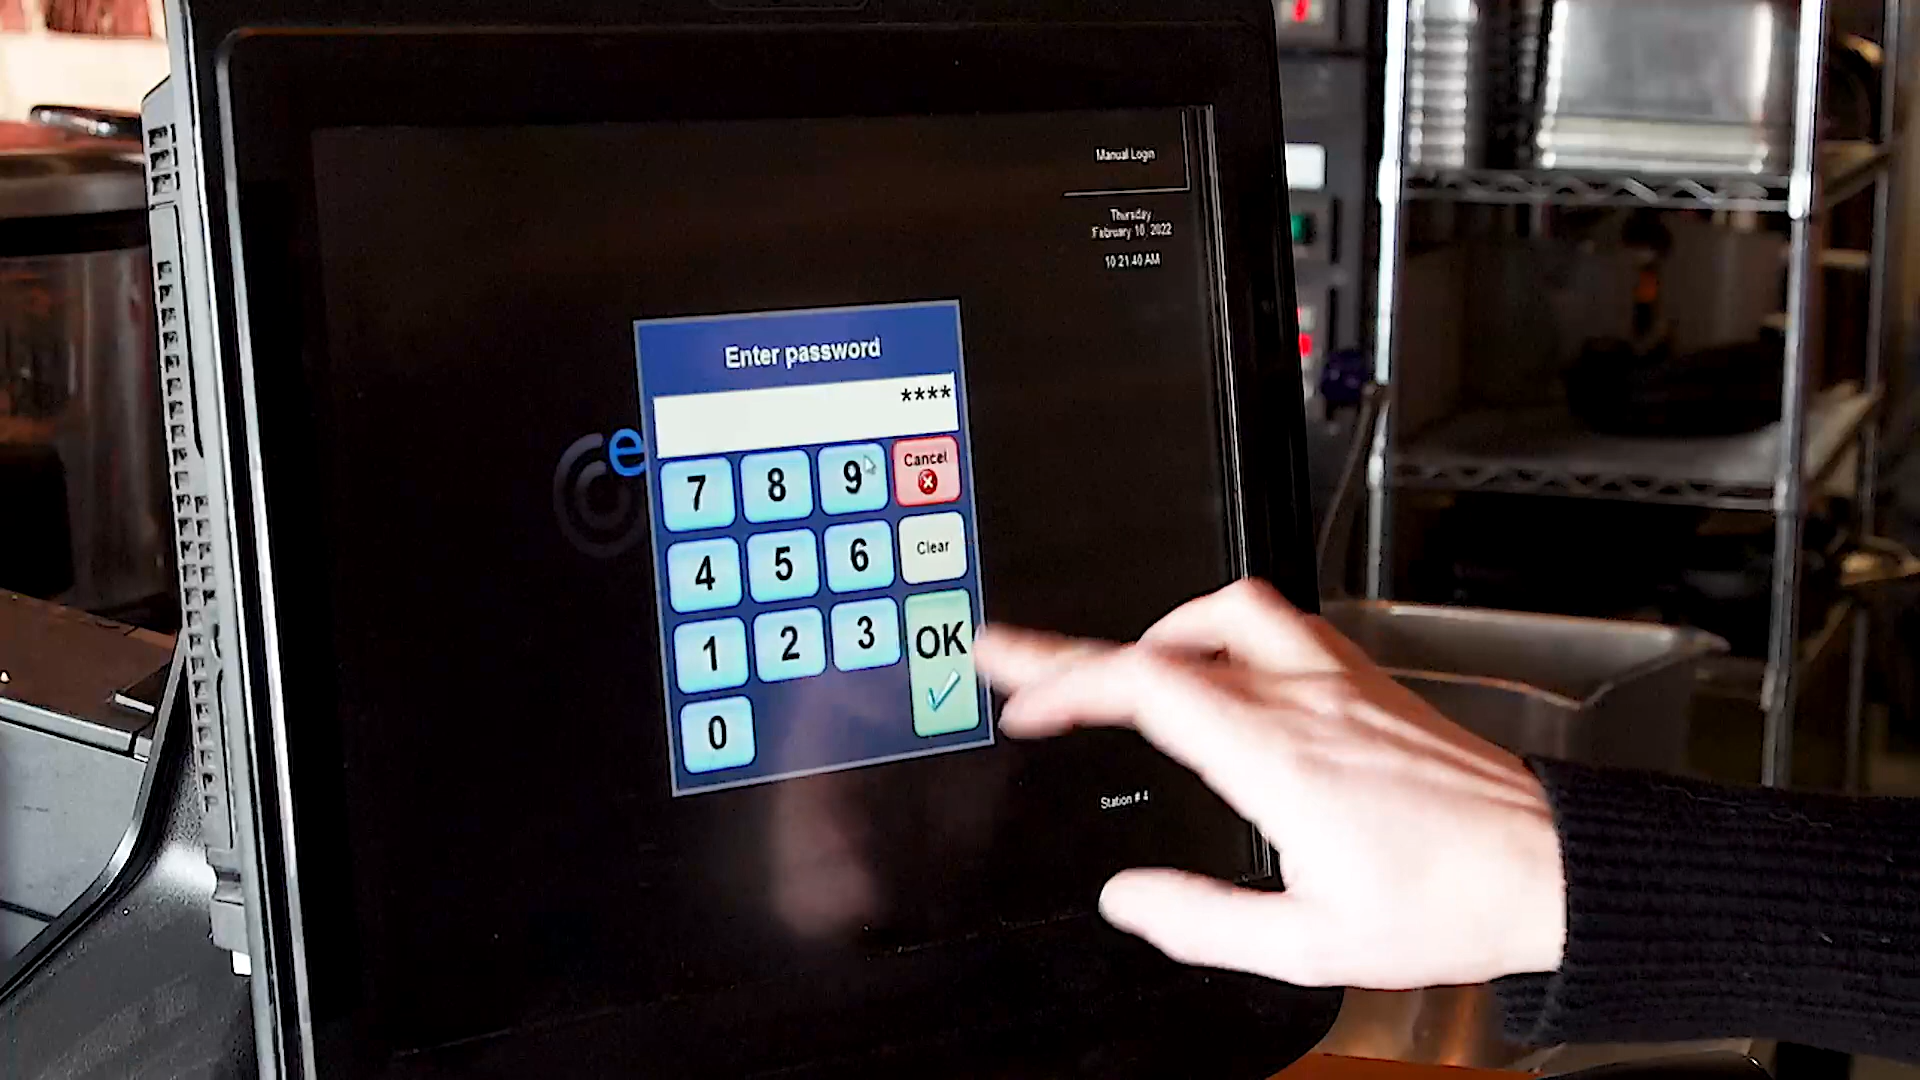 Manual Login
Thursday
February 10, 2022
10:21:40 AM
Enter password
****
e
7 8 9 Cancel
4 5 6 Clear
1 2 3 OK
0
Station # 4